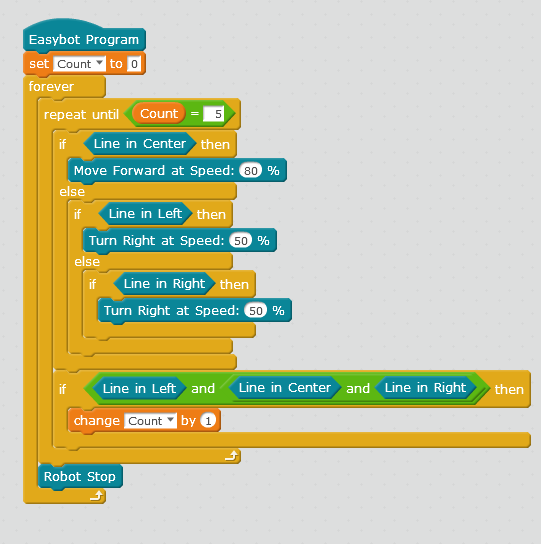 Easybot Program
set Count to 0
forever
repeat until Count = 5
if Line in Center then
Move Forward at Speed: 80 %
else
if Line in Left then
Turn Right at Speed: 50 %
else
if Line in Right then
Turn Right at Speed: 50 %
if Line in Left and Line in Center and Line in Right then
change Count by 1
Robot Stop